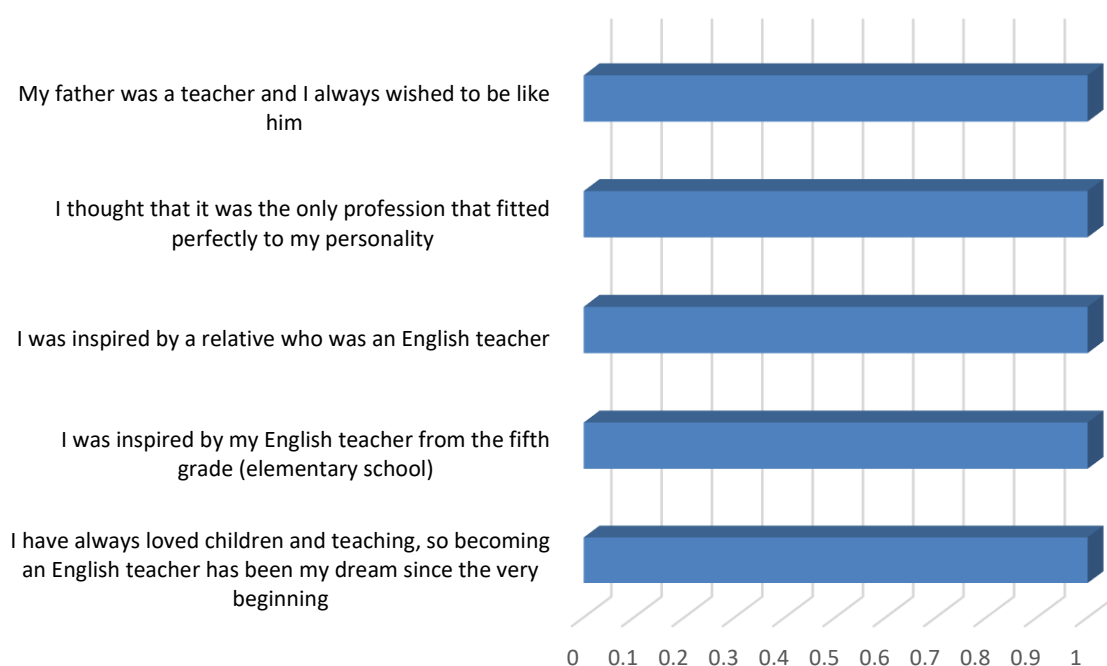 My father was a teacher and I always wished to be like
him
I thought that it was the only profession that fitted
perfectly to my personality
I was inspired by a relative who was an English teacher
I was inspired by my English teacher from the fifth
grade (elementary school)
I have always loved children and teaching, so becoming
an English teacher has been my dream since the very
beginning
0 0.1 0.2 0.3 0.4 0.5 0.6 0.7 0.8 0.9 1